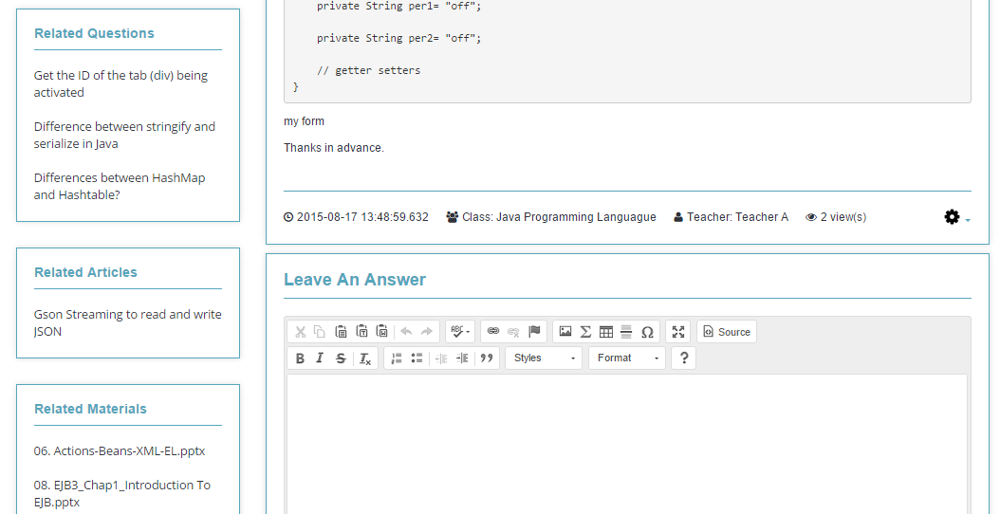 Related Questions
Get the ID of the tab (div) being
activated
Difference between stringify and
serialize in Java
Differences between HashMap
and Hashtable?
Related Articles
Gson Streaming to read and write
JSON
Related Materials
06. Actions-Beans-XML-EL.pptx
08. EJB3_Chap1_Introduction To
EJB.pptx
private String per1= "off";
private String per2= "off";
// getter setters
}
my form
Thanks in advance.
2015-08-17 13:48:59.632 Class: Java Programming Languague Teacher: Teacher A 2 view(s)
Leave An Answer
ABC Σ Ω Source
B I S Tx Styles Format ?